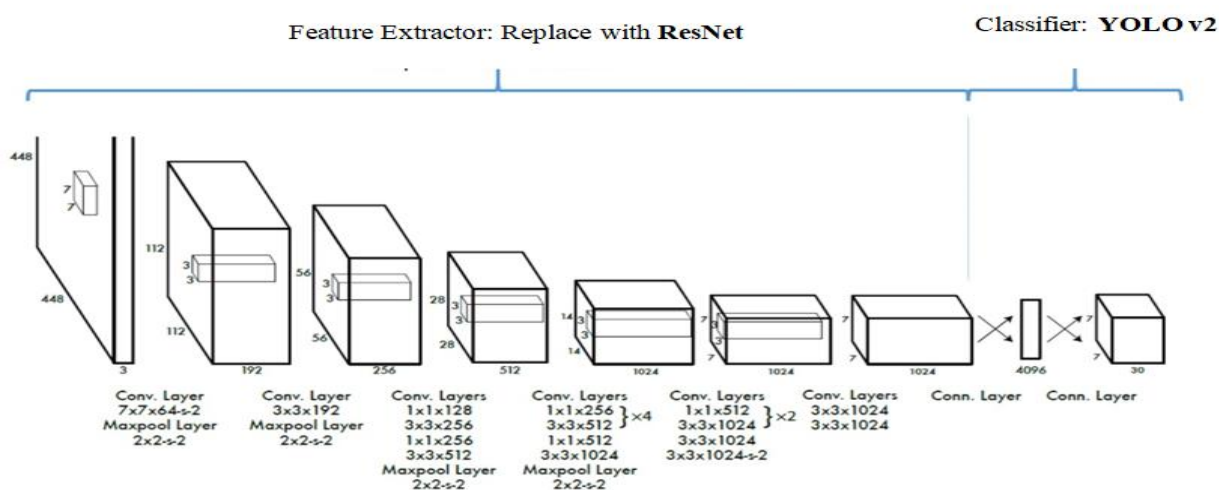 Feature Extractor: Replace with ResNet
Classifier: YOLO v2
448
7
7
448
3
112
3
3
112
192
56
3
3
56
256
28
3
3
28
512
14
3
3
14
1024
7
3
3
7
1024
7
7
1024
4096
7
7
30
Conv. Layer
7x7x64-s-2
Maxpool Layer
2x2-s-2
Conv. Layer
3x3x192
Maxpool Layer
2x2-s-2
Conv. Layers
1x1x128
3x3x256
1x1x256
3x3x512
Maxpool Layer
2x2-s-2
Conv. Layers
1x1x256
3x3x512
}×4
1x1x512
3x3x1024
Maxpool Layer
2x2-s-2
Conv. Layers
1x1x512
3x3x1024
}×2
3x3x1024
3x3x1024-s-2
Conv. Layers
3x3x1024
3x3x1024
Conn. Layer
Conn. Layer